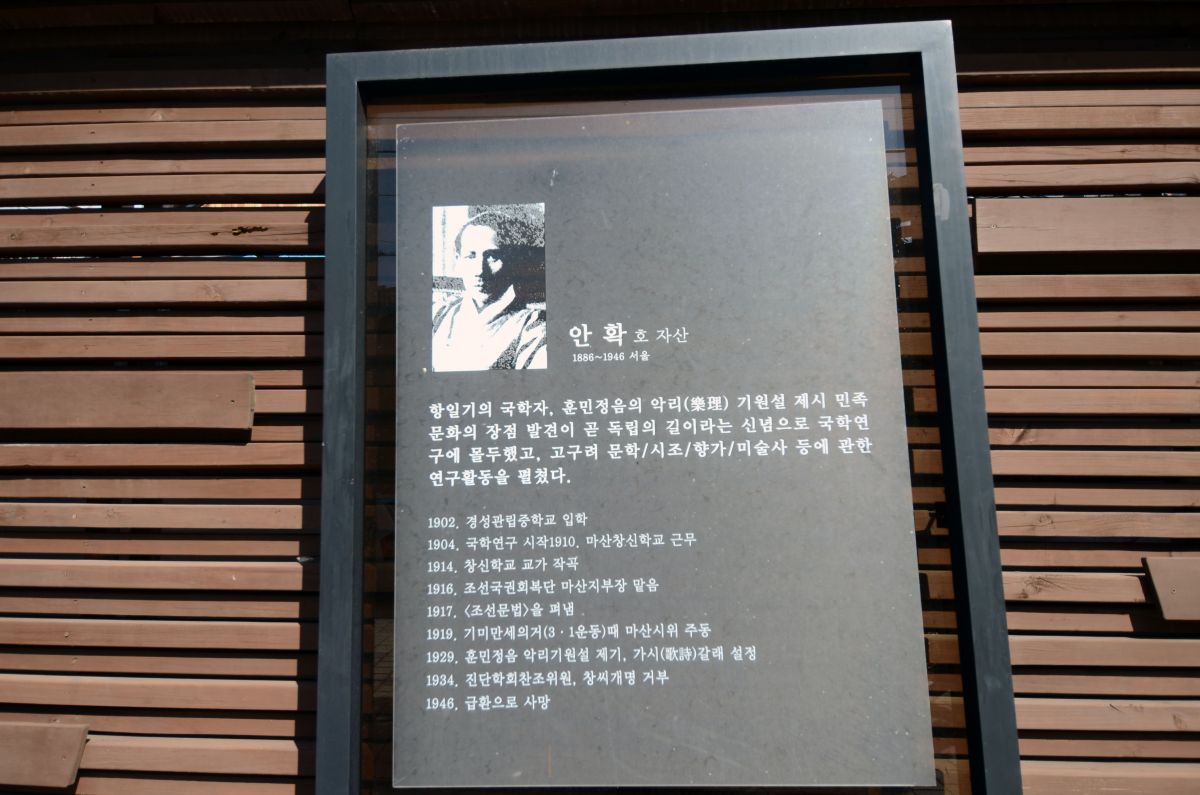 안 확 호 자산
1886~1946 서울
항일기의 국학자, 훈민정음의 악리(樂理) 기원설 제시 민족
문화의 장점 발견이 곧 독립의 길이라는 신념으로 국학연
구에 몰두했고, 고구려 문학/시조/향가/미술사 등에 관한
연구활동을 펼쳤다.
1902. 경성관립중학교 입학
1904. 국학연구 시작1910. 마산창신학교 근무
1914. 창신학교 교가 작곡
1916. 조선국권회복단 마산지부장 맡음
1917. 〈조선문법〉을 펴냄
1919. 기미만세의거(3·1운동)때 마산시위 주동
1929. 훈민정음 악리기원설 제기, 가시(歌詩)갈래 설정
1934. 진단학회찬조위원, 창씨개명 거부
1946. 급환으로 사망